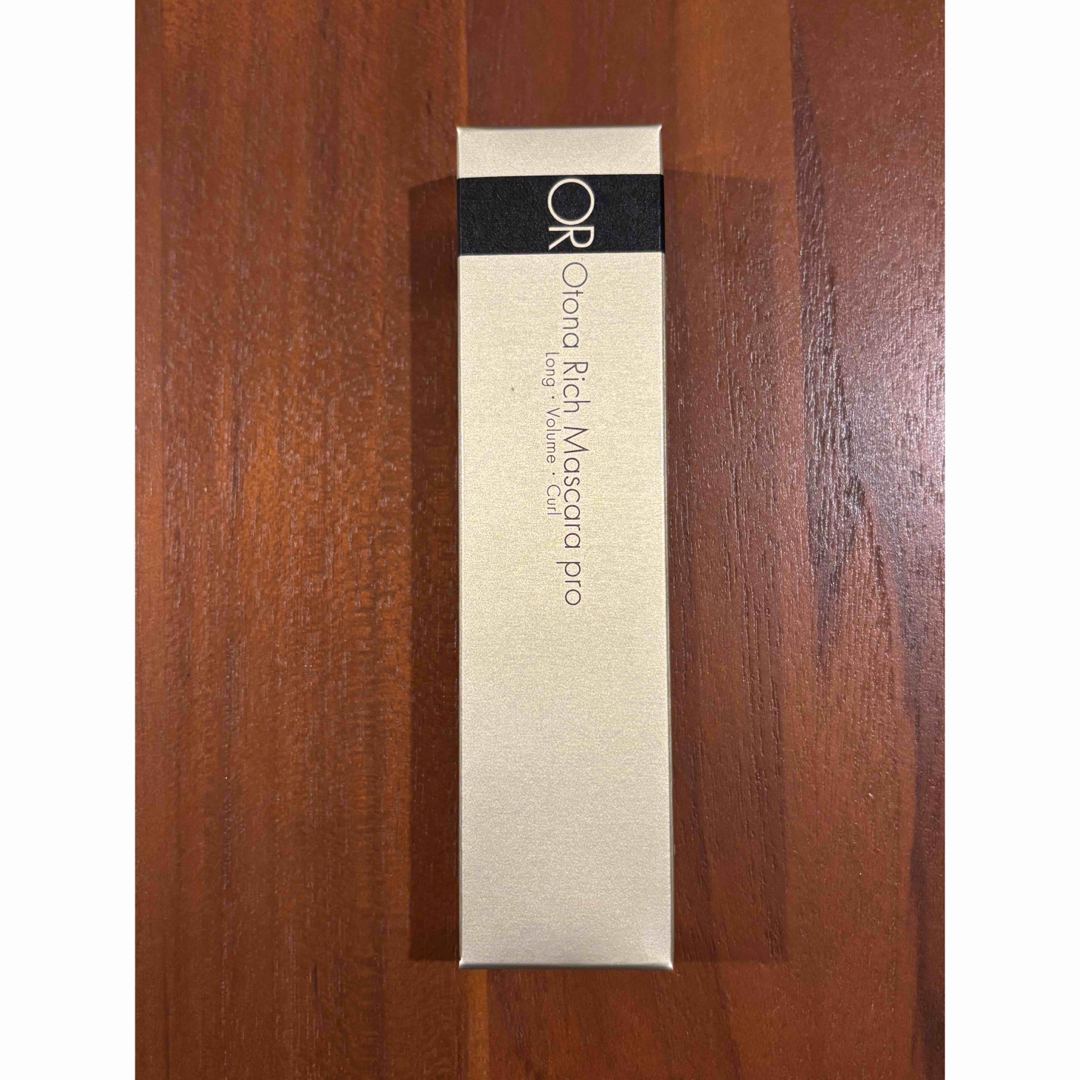 OR
Otona Rich Mascara pro
Long・Volume・Curl